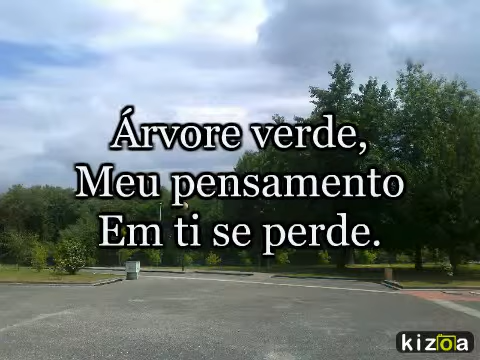 Árvore verde,
Meu pensamento
Em ti se perde.
kizoa